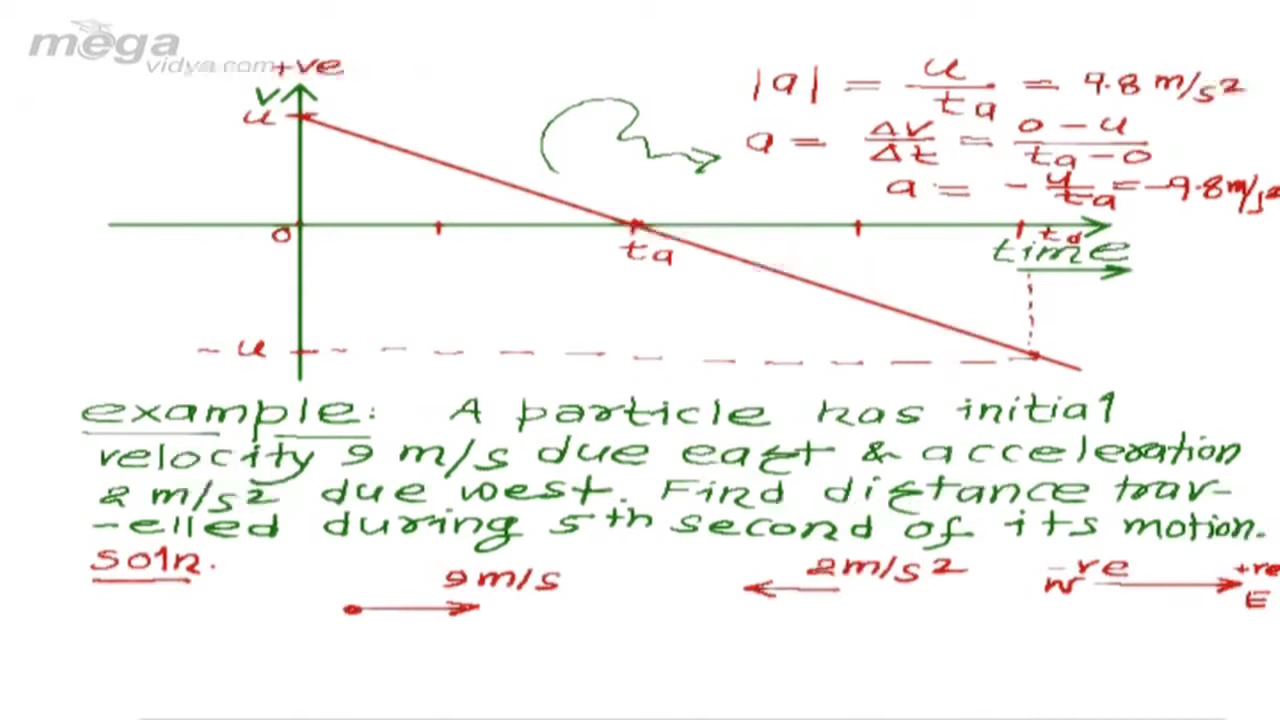 mega
vidya.com
+ve
v
u
|a| = u/ta = 9.8 m/s²
a = Δv/Δt = 0 - u/ta - 0
a = - u/ta = -9.8 m/s²
0
ta
td
time
- u
example: A particle has initial
velocity 9 m/s due east & acceleration
2 m/s² due west. Find distance trav-
-elled during 5th second of its motion.
soln.
9 m/s
2 m/s²
-ve
W
+ve
E